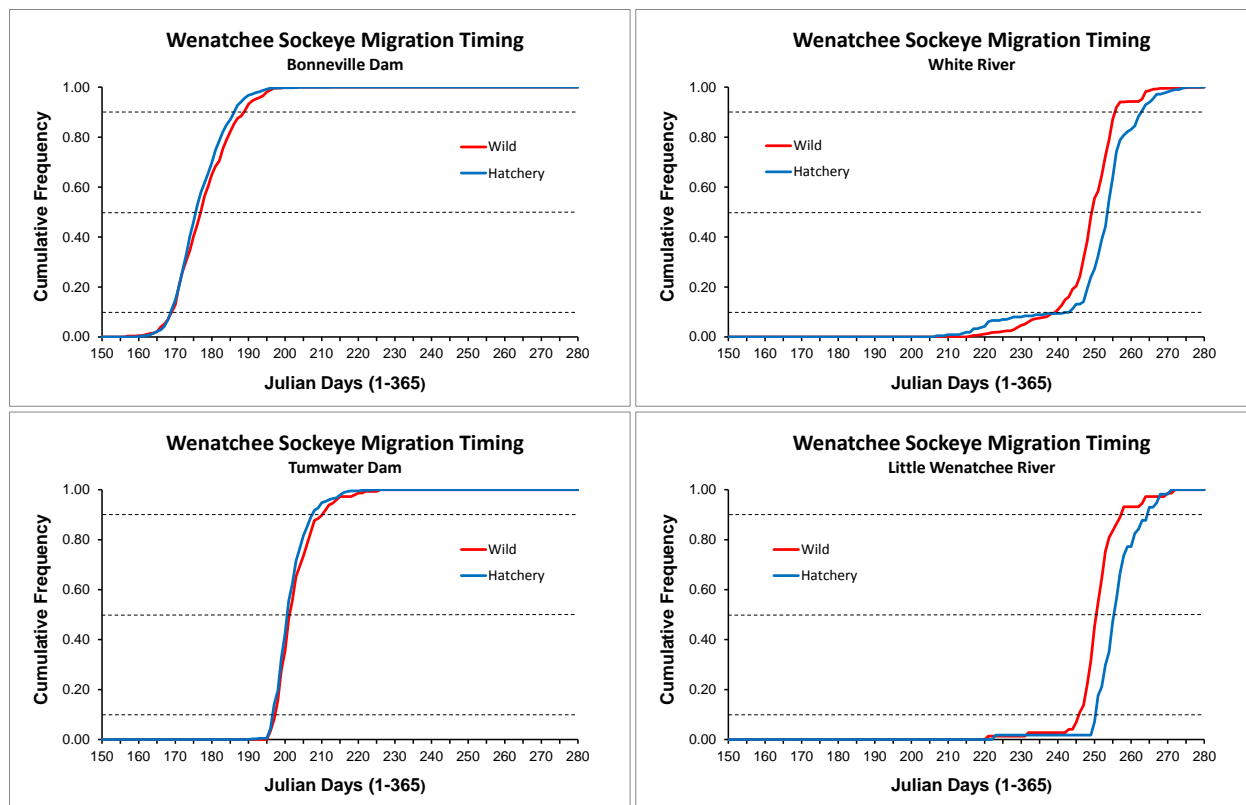 Wenatchee Sockeye Migration Timing
Bonneville Dam
Cumulative Frequency
1.00
0.80
0.60
0.40
0.20
0.00
Wild
Hatchery
150 160 170 180 190 200 210 220 230 240 250 260 270 280
Julian Days (1-365)
Wenatchee Sockeye Migration Timing
White River
Cumulative Frequency
1.00
0.80
0.60
0.40
0.20
0.00
Wild
Hatchery
150 160 170 180 190 200 210 220 230 240 250 260 270 280
Julian Days (1-365)
Wenatchee Sockeye Migration Timing
Tumwater Dam
Cumulative Frequency
1.00
0.80
0.60
0.40
0.20
0.00
Wild
Hatchery
150 160 170 180 190 200 210 220 230 240 250 260 270 280
Julian Days (1-365)
Wenatchee Sockeye Migration Timing
Little Wenatchee River
Cumulative Frequency
1.00
0.80
0.60
0.40
0.20
0.00
Wild
Hatchery
150 160 170 180 190 200 210 220 230 240 250 260 270 280
Julian Days (1-365)